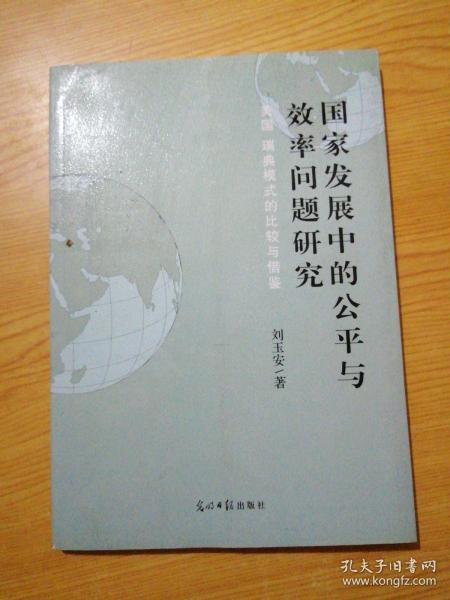 国家发展中的公平与
效率问题研究
美国 瑞典模式的比较与借鉴
刘玉安/著
光明日报出版社
孔夫子旧书网
www.kongfz.com